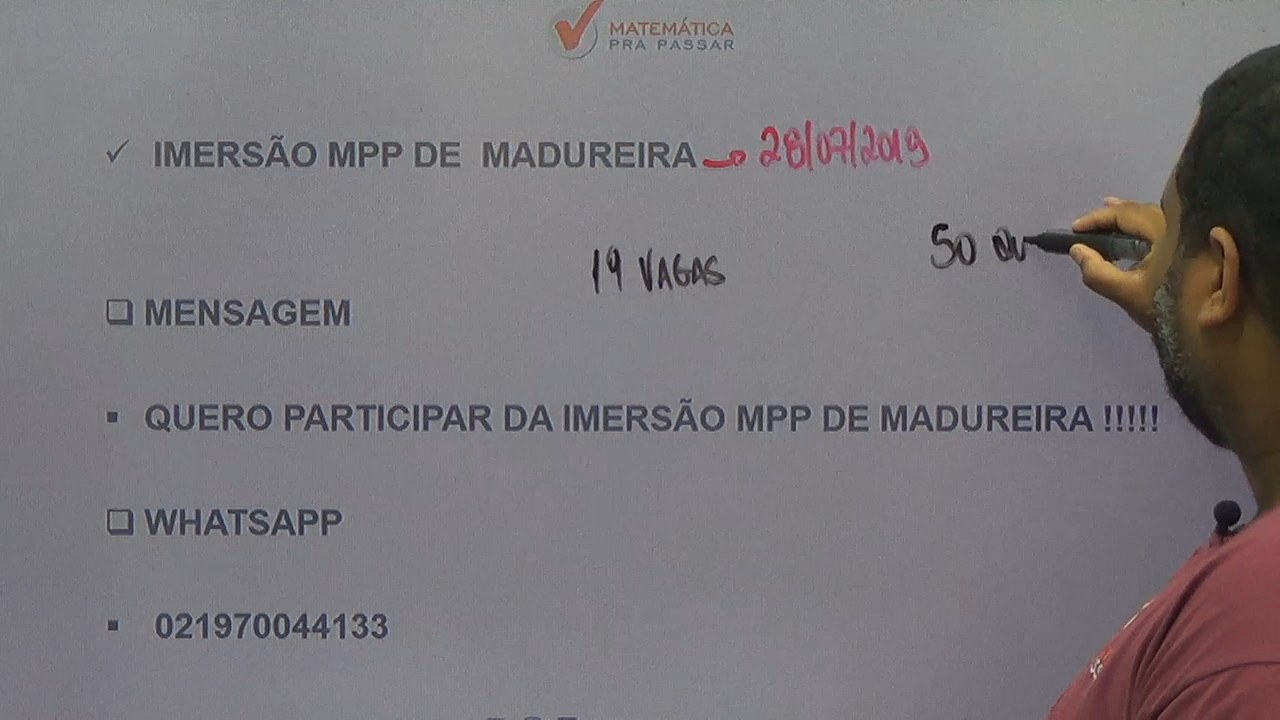 MATEMÁTICA
PRA PASSAR
✓ IMERSÃO MPP DE MADUREIRA → 28/07/2019
50 QU
19 VAGAS
❑ MENSAGEM
▪ QUERO PARTICIPAR DA IMERSÃO MPP DE MADUREIRA !!!!!
❑ WHATSAPP
▪ 021970044133